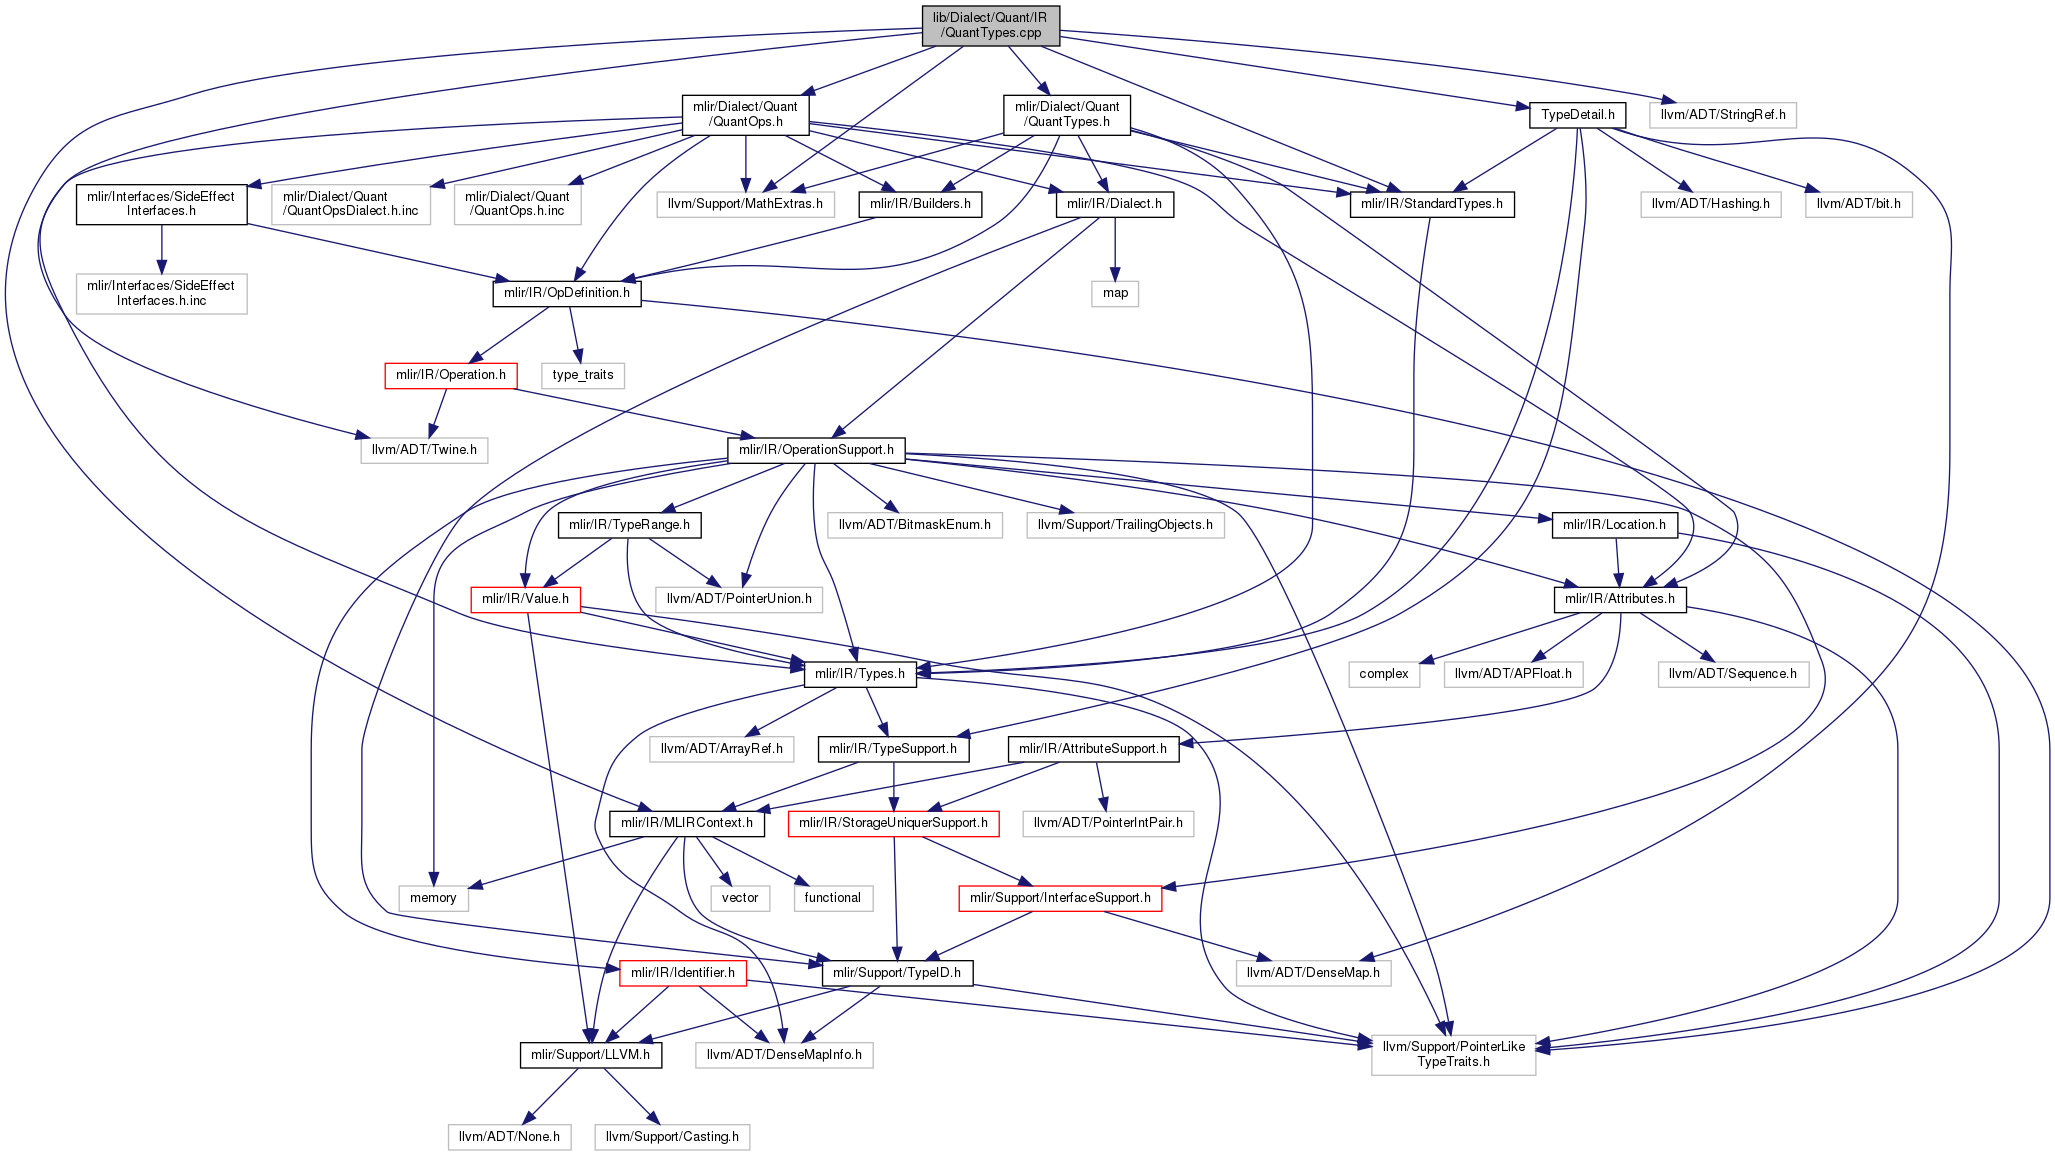 lib/Dialect/Quant/IR
/QuantTypes.cpp
mlir/Dialect/Quant
/QuantOps.h
mlir/Dialect/Quant
/QuantTypes.h
TypeDetail.h
llvm/ADT/StringRef.h
mlir/Interfaces/SideEffect
Interfaces.h
mlir/Dialect/Quant
/QuantOpsDialect.h.inc
mlir/Dialect/Quant
/QuantOps.h.inc
llvm/Support/MathExtras.h
mlir/IR/Builders.h
mlir/IR/Dialect.h
mlir/IR/StandardTypes.h
llvm/ADT/Hashing.h
llvm/ADT/bit.h
mlir/Interfaces/SideEffect
Interfaces.h.inc
mlir/IR/OpDefinition.h
map
mlir/IR/Operation.h
type_traits
llvm/ADT/Twine.h
mlir/IR/OperationSupport.h
mlir/IR/TypeRange.h
llvm/ADT/BitmaskEnum.h
llvm/Support/TrailingObjects.h
mlir/IR/Location.h
mlir/IR/Value.h
llvm/ADT/PointerUnion.h
mlir/IR/Attributes.h
mlir/IR/Types.h
complex
llvm/ADT/APFloat.h
llvm/ADT/Sequence.h
llvm/ADT/ArrayRef.h
mlir/IR/TypeSupport.h
mlir/IR/AttributeSupport.h
mlir/IR/MLIRContext.h
mlir/IR/StorageUniquerSupport.h
llvm/ADT/PointerIntPair.h
memory
vector
functional
mlir/Support/InterfaceSupport.h
mlir/IR/Identifier.h
mlir/Support/TypeID.h
llvm/ADT/DenseMap.h
mlir/Support/LLVM.h
llvm/ADT/DenseMapInfo.h
llvm/Support/PointerLike
TypeTraits.h
llvm/ADT/None.h
llvm/Support/Casting.h